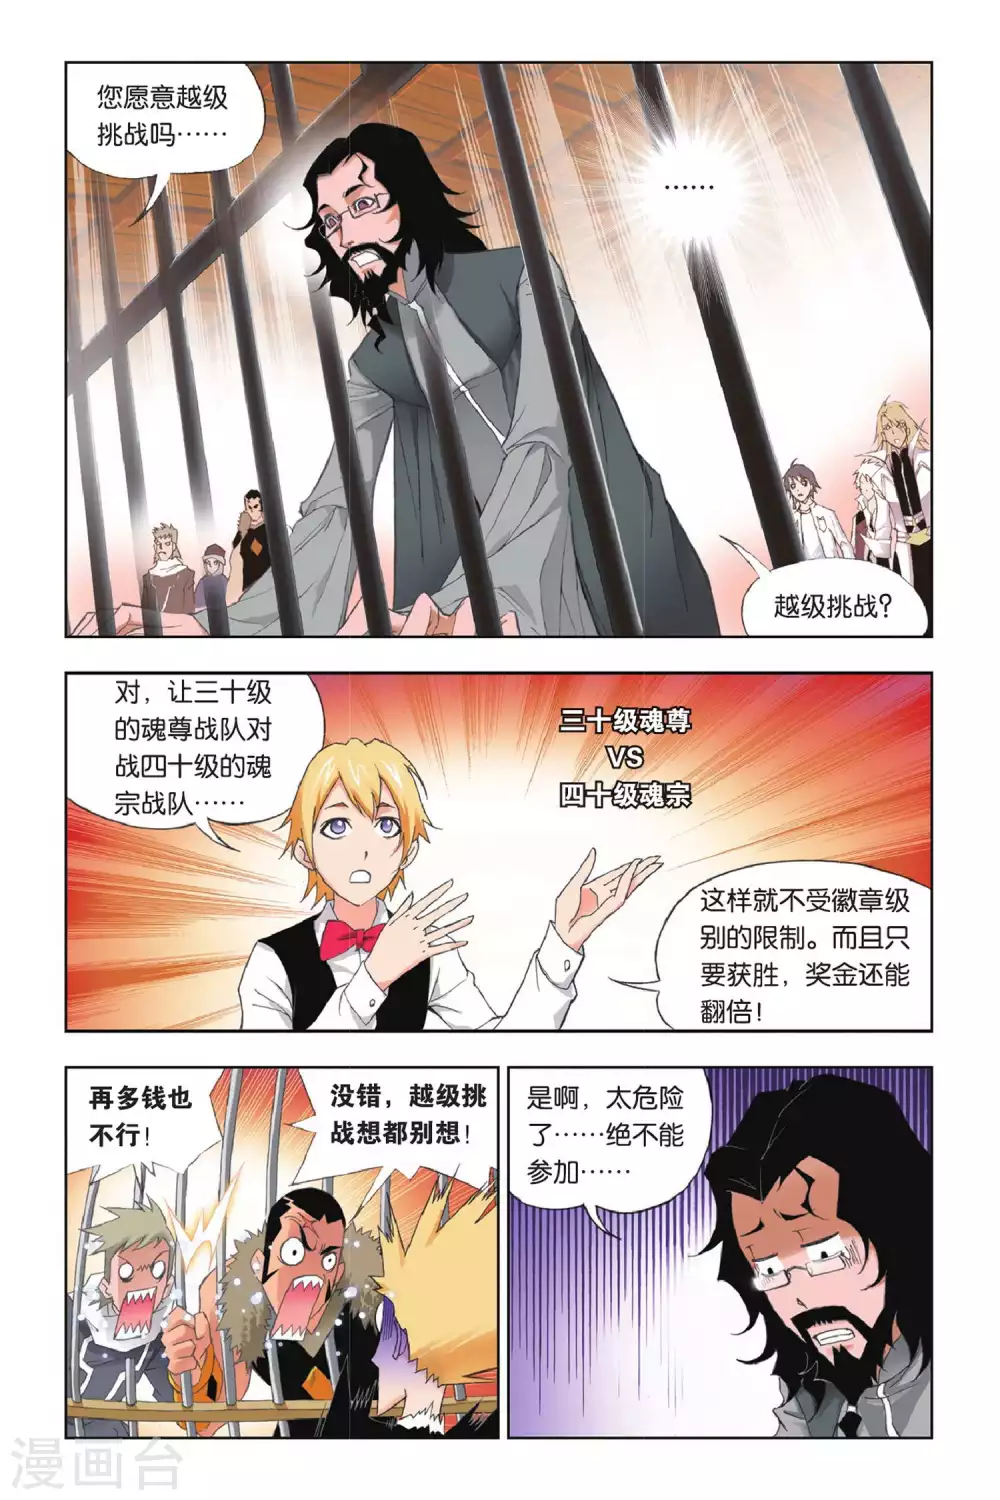 您愿意越级
挑战吗……
……
越级挑战？
对，让三十级
的魂尊战队对
战四十级的魂
宗战队……
三十级魂尊
VS
四十级魂宗
这样就不受徽章级
别的限制。而且只
要获胜，奖金还能
翻倍！
再多钱也
不行！
没错，越级挑
战想都别想！
是啊，太危险
了……绝不能
参加……
漫画台